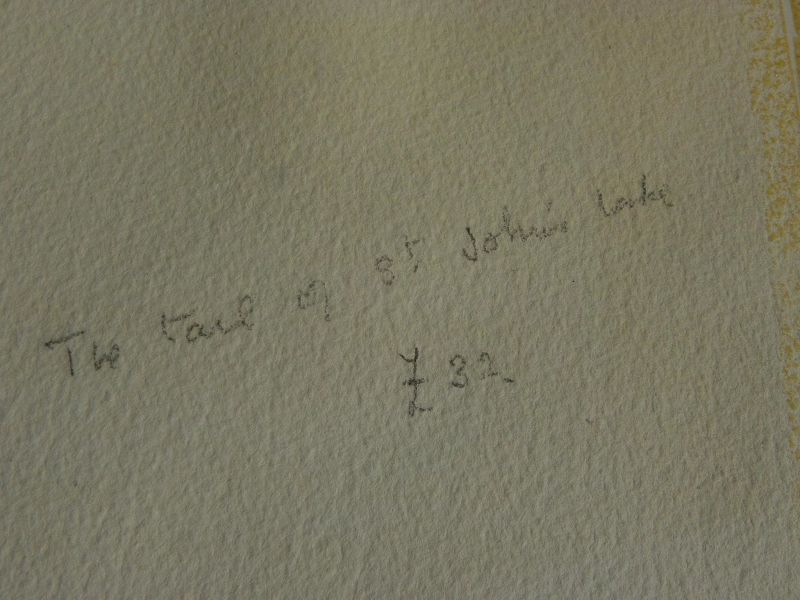 The tail of St John's Lake
£ 32